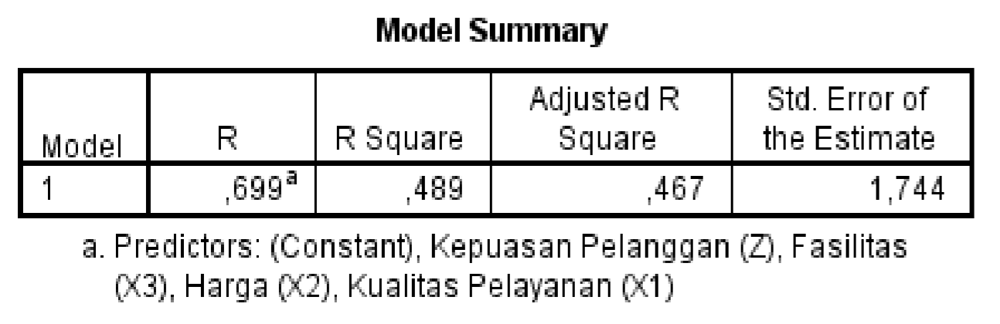 Model Summary
Model R R Square Adjusted R Square Std. Error of the Estimate
1 ,699a ,489 ,467 1,744
a. Predictors: (Constant), Kepuasan Pelanggan (Z), Fasilitas
(X3), Harga (X2), Kualitas Pelayanan (X1)